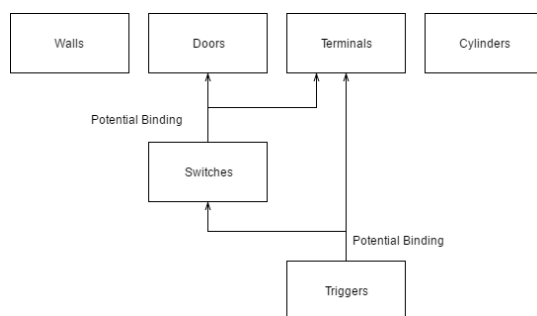 Walls
Doors
Terminals
Cylinders
Potential Binding
Switches
Potential Binding
Triggers